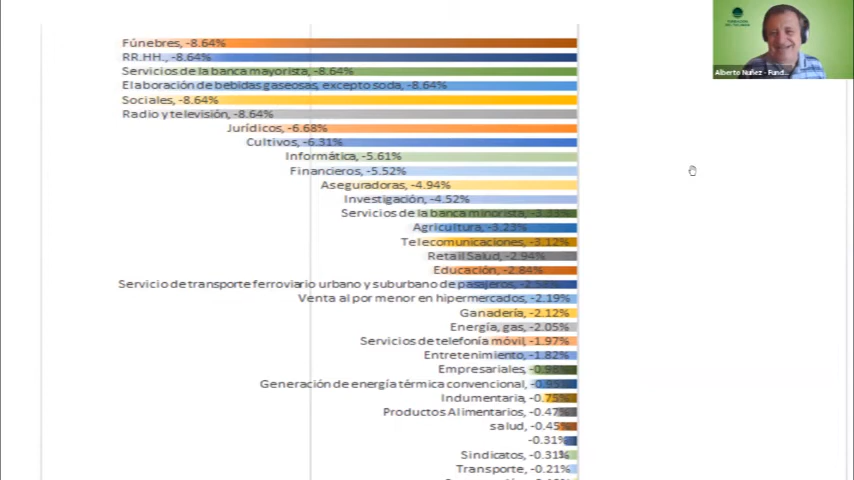 Fúnebres, -8.64%
RR.HH., -8.64%
Servicios de la banca mayorista, -8.64%
Elaboración de bebidas gaseosas, excepto soda, -8.64%
Sociales, -8.64%
Radio y televisión, -8.64%
Jurídicos, -6.68%
Cultivos, -6.31%
Informática, -5.61%
Financieros, -5.52%
Aseguradoras, -4.94%
Investigación, -4.52%
Servicios de la banca minorista,
Agricultura, -3.23%
Telecomunicaciones, -3.12%
Retail Salud, -2.94%
Educación, -2.84%
Servicio de transporte ferroviario urbano y suburbano de pasajeros,
Venta al por menor en hipermercados, -2.19%
Ganadería, -2.12%
Energía, gas, -2.05%
Servicios de telefonía móvil, -1.97%
Entretenimiento, -1.82%
Empresariales,
Generación de energía térmica convencional,
Indumentaria, -0.75%
Productos Alimentarios, -0.47%
salud, -0.45%
-0.31%
Sindicatos, -0.31%
Transporte, -0.21%
Alberto Nuñez - Fund...